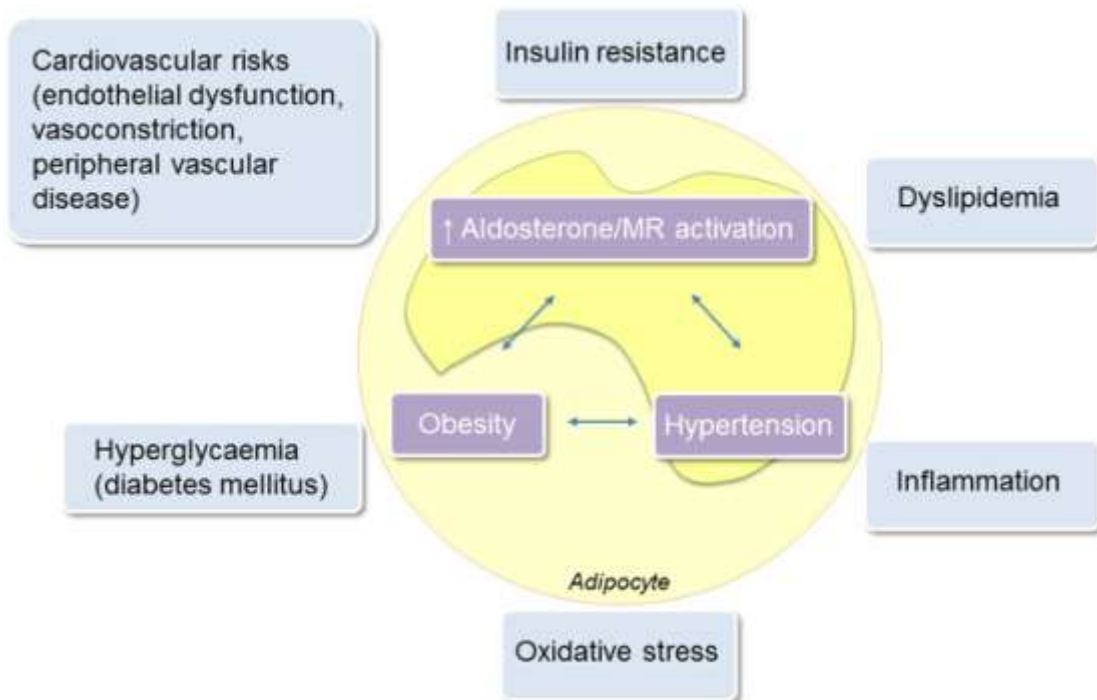 Cardiovascular risks
(endothelial dysfunction,
vasoconstriction,
peripheral vascular
disease)
Insulin resistance
Dyslipidemia
↑ Aldosterone/MR activation
Obesity
Hypertension
Hyperglycaemia
(diabetes mellitus)
Inflammation
Adipocyte
Oxidative stress